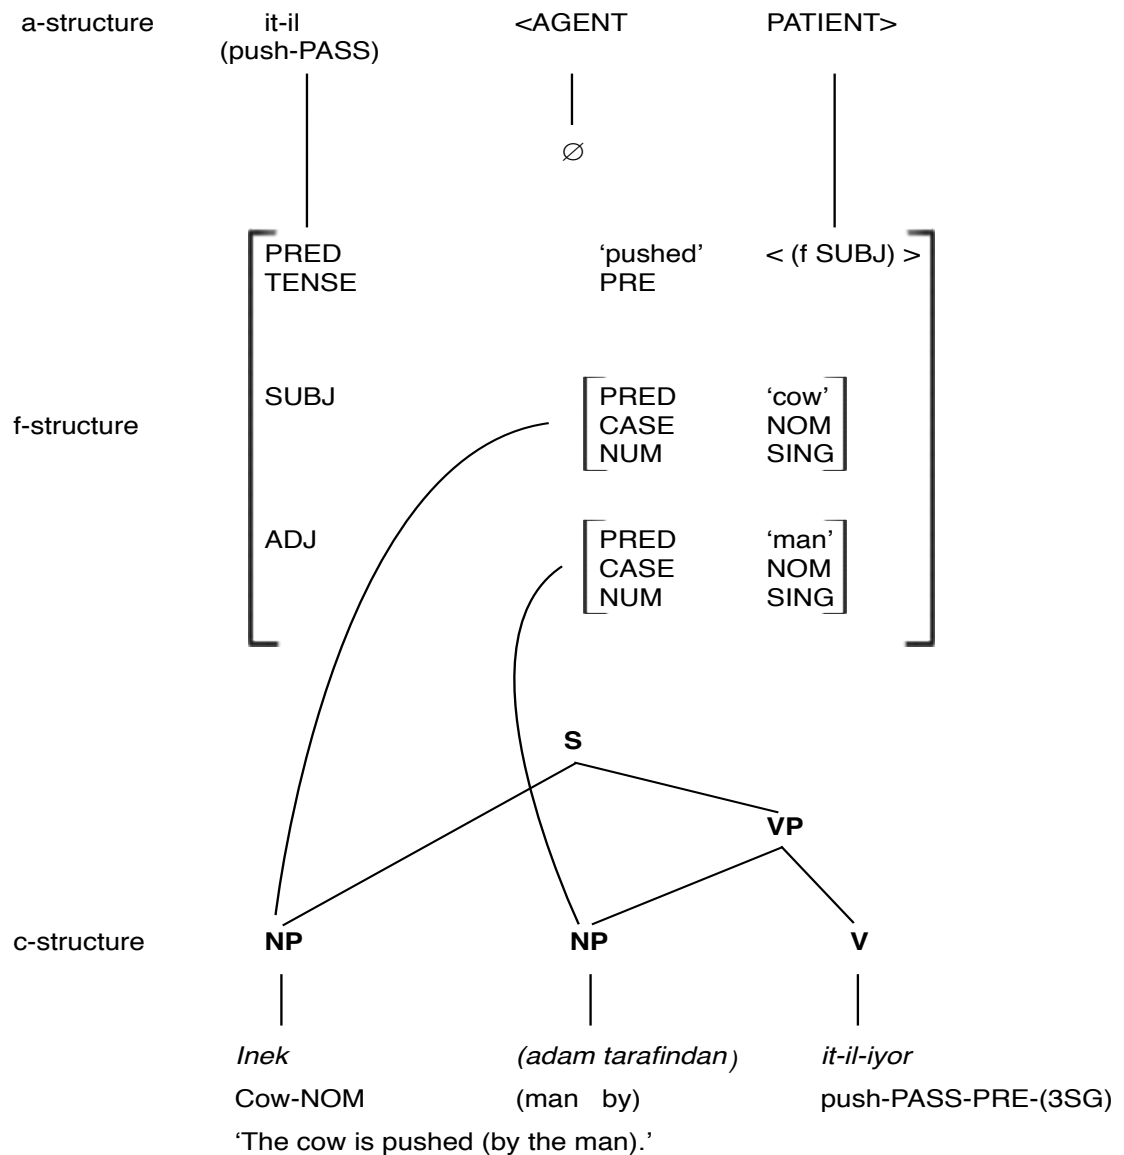 a-structure it-il <AGENT PATIENT>
(push-PASS)
∅
PRED ‘pushed’ < (f SUBJ) >
TENSE PRE
SUBJ PRED ‘cow’
f-structure CASE NOM
NUM SING
ADJ PRED ‘man’
CASE NOM
NUM SING
S
VP
c-structure NP NP V
Inek (adam tarafindan) it-il-iyor
Cow-NOM (man by) push-PASS-PRE-(3SG)
‘The cow is pushed (by the man).’